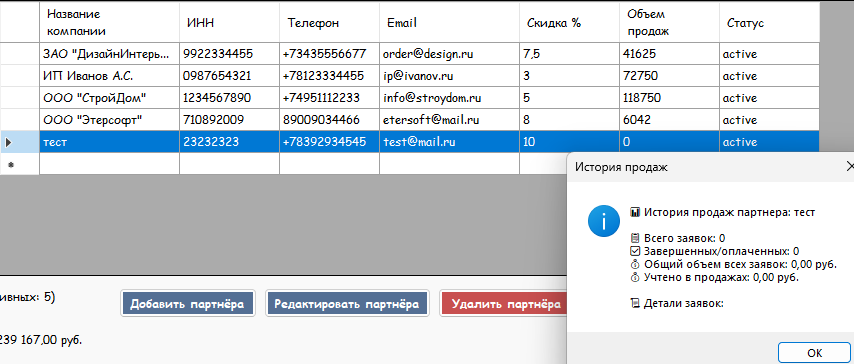 Название компании ИНН Телефон Email Скидка % Объем продаж Статус
ЗАО "ДизайнИнтерь... 9922334455 +73435556677 order@design.ru 7,5 41625 active
ИП Иванов А.С. 0987654321 +78123334455 ip@ivanov.ru 3 72750 active
ООО "СтройДом" 1234567890 +74951112233 info@stroydom.ru 5 118750 active
ООО "Этерсофт" 710892009 89009034466 etersoft@mail.ru 8 6042 active
тест 23232323 +78392934545 test@mail.ru 10 0 active
История продаж
История продаж партнера: тест
Всего заявок: 0
Завершенных/оплаченных: 0
Общий объем всех заявок: 0,00 руб.
Учтено в продажах: 0,00 руб.
Детали заявок:
OK
ивных: 5)
Добавить партнёра Редактировать партнёра Удалить партнёра
239 167,00 руб.